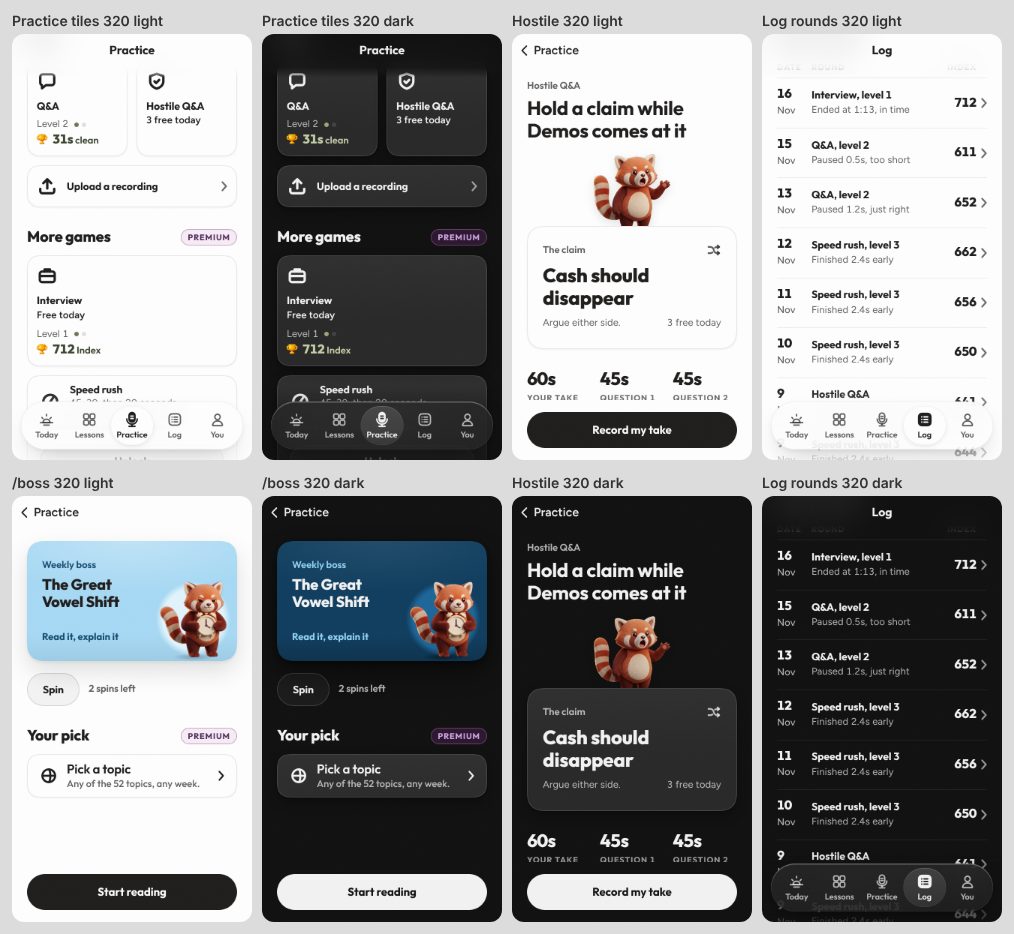 Practice tiles 320 light
Practice
Q&A
Level 2
31s clean
Hostile Q&A
3 free today
Upload a recording
More games
PREMIUM
Interview
Free today
Level 1
712 Index
Speed rush
Today
Lessons
Practice
Log
You
Practice tiles 320 dark
Practice
Q&A
Level 2
31s clean
Hostile Q&A
3 free today
Upload a recording
More games
PREMIUM
Interview
Free today
Level 1
712 Index
Speed rush
Today
Lessons
Practice
Log
You
Hostile 320 light
Practice
Hostile Q&A
Hold a claim while
Demos comes at it
The claim
Cash should
disappear
Argue either side.
3 free today
60s
45s
45s
YOUR TAKE
QUESTION 1
QUESTION 2
Record my take
Log rounds 320 light
Log
DATE
ROUND
INDEX
16 Nov
Interview, level 1
Ended at 1:13, in time
712
15 Nov
Q&A, level 2
Paused 0.5s, too short
611
13 Nov
Q&A, level 2
Paused 1.2s, just right
652
12 Nov
Speed rush, level 3
Finished 2.4s early
662
11 Nov
Speed rush, level 3
Finished 2.4s early
656
10 Nov
Speed rush, level 3
Finished 2.4s early
650
9
Hostile Q&A
641
644
Today
Lessons
Practice
Log
You
/boss 320 light
Practice
Weekly boss
The Great
Vowel Shift
Read it, explain it
Spin
2 spins left
Your pick
PREMIUM
Pick a topic
Any of the 52 topics, any week.
Start reading
/boss 320 dark
Practice
Weekly boss
The Great
Vowel Shift
Read it, explain it
Spin
2 spins left
Your pick
PREMIUM
Pick a topic
Any of the 52 topics, any week.
Start reading
Hostile 320 dark
Practice
Hostile Q&A
Hold a claim while
Demos comes at it
The claim
Cash should
disappear
Argue either side.
3 free today
60s
45s
45s
YOUR TAKE
QUESTION 1
QUESTION 2
Record my take
Log rounds 320 dark
Log
DATE
ROUND
INDEX
16 Nov
Interview, level 1
Ended at 1:13, in time
712
15 Nov
Q&A, level 2
Paused 0.5s, too short
611
13 Nov
Q&A, level 2
Paused 1.2s, just right
652
12 Nov
Speed rush, level 3
Finished 2.4s early
662
11 Nov
Speed rush, level 3
Finished 2.4s early
656
10 Nov
Speed rush, level 3
Finished 2.4s early
650
9
Hostile Q&A
641
644
Today
Lessons
Practice
Log
You